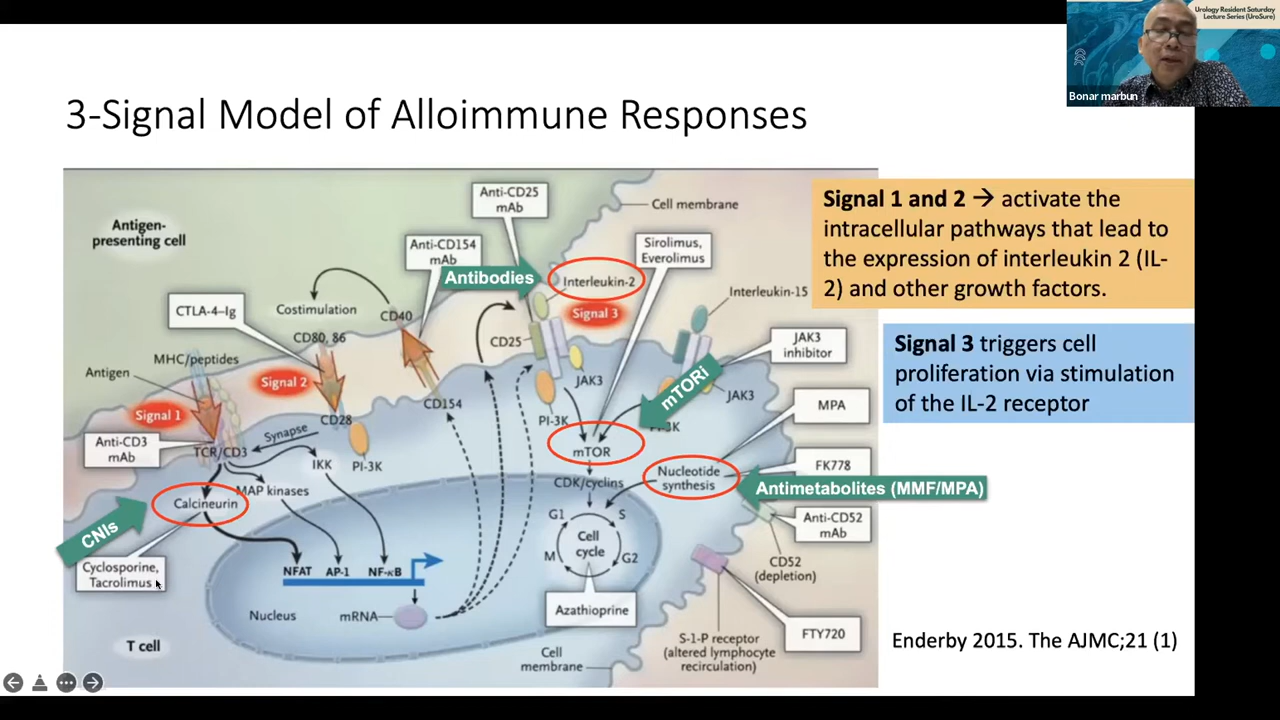 Urology Resident Saturday
Lecture Series (UroSure)
Bonar marbun
3-Signal Model of Alloimmune Responses
Antigen-
presenting cell
Anti-CD25
mAb
Cell membrane
Anti-CD154
mAb
Antibodies
Sirolimus,
Everolimus
Interleukin-2
Signal 3
Interleukin-15
CTLA-4–Ig
Costimulation
CD40
CD80, 86
CD25
JAK3
inhibitor
MHC/peptides
Antigen
Signal 2
Signal 1
JAK3
mTORi
JAK3
CD154
CD28
PI-3K
PI-3K
MPA
Anti-CD3
mAb
TCR/CD3
Synapse
IKK
PI-3K
mTOR
Nucleotide
synthesis
FK778
MAP kinases
CDK/cyclins
Antimetabolites (MMF/MPA)
Calcineurin
CNIs
G1
S
Cell
cycle
M
G2
Anti-CD52
mAb
CD52
(depletion)
Cyclosporine,
Tacrolimus
NFAT
AP-1
NF-κB
Nucleus
mRNA
Azathioprine
FTY720
T cell
Cell
membrane
S-1-P receptor
(altered lymphocyte
recirculation)
Signal 1 and 2 → activate the
intracellular pathways that lead to
the expression of interleukin 2 (IL-
2) and other growth factors.
Signal 3 triggers cell
proliferation via stimulation
of the IL-2 receptor
Enderby 2015. The AJMC;21 (1)